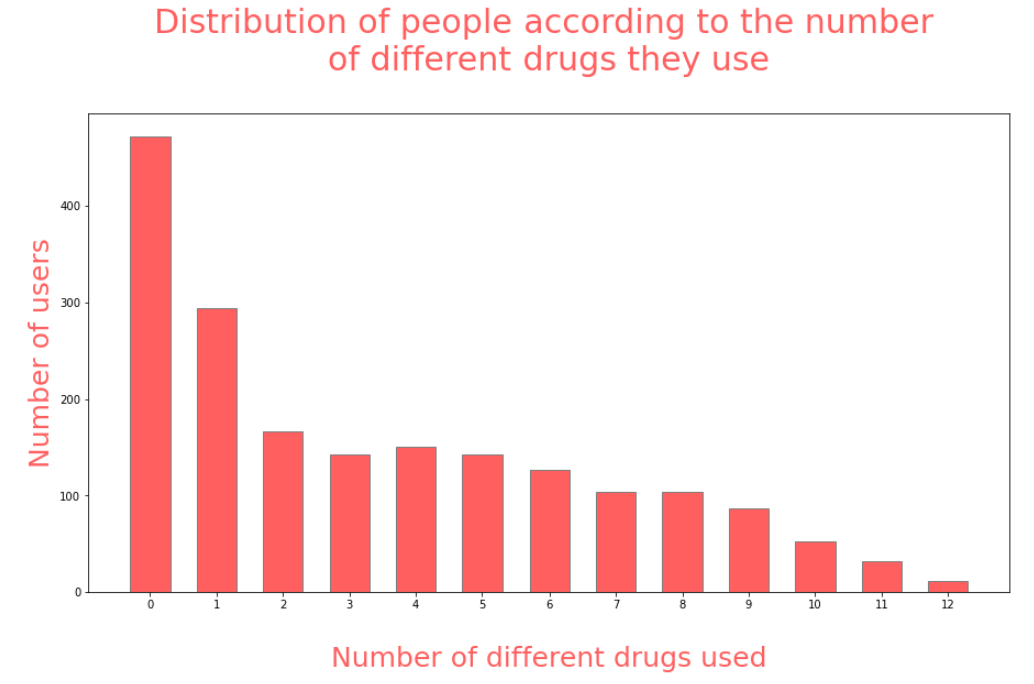 Distribution of people according to the number
of different drugs they use
Number of users
400
300
200
100
0
0 1 2 3 4 5 6 7 8 9 10 11 12
Number of different drugs used